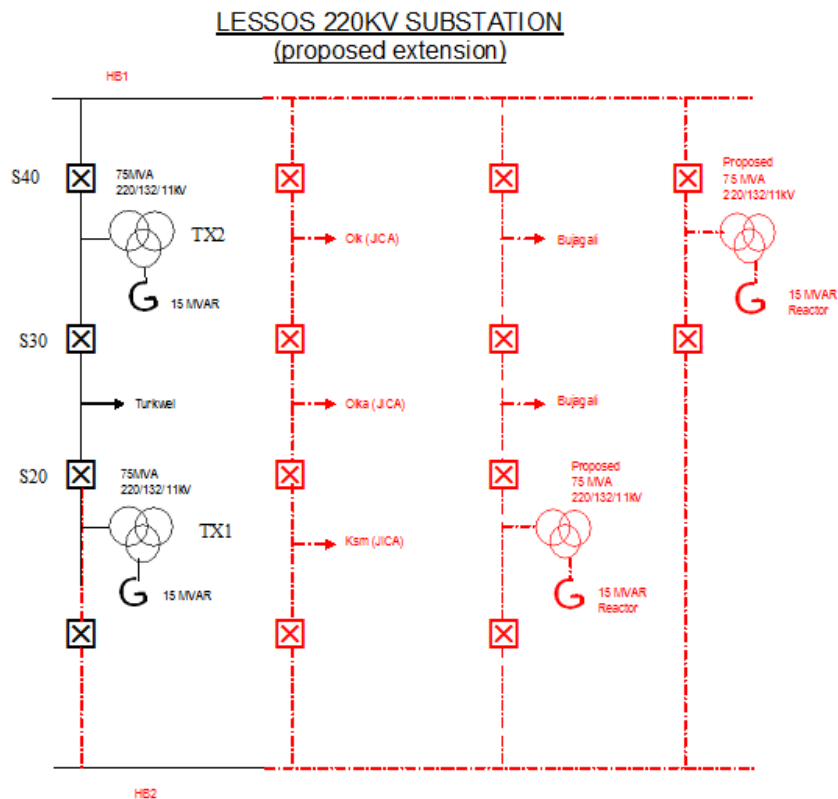 LESSOS 220KV SUBSTATION
(proposed extension)
HB1
S40
75MVA
220/132/11kV
TX2
15 MVAR
Olk (JICA)
Bujagali
Proposed
75 MVA
220/132/11kV
15 MVAR
Reactor
S30
Turkwel
Olka (JICA)
Bujagali
S20
75MVA
220/132/11kV
TX1
15 MVAR
Ksm (JICA)
Proposed
75 MVA
220/132/11kV
15 MVAR
Reactor
HB2